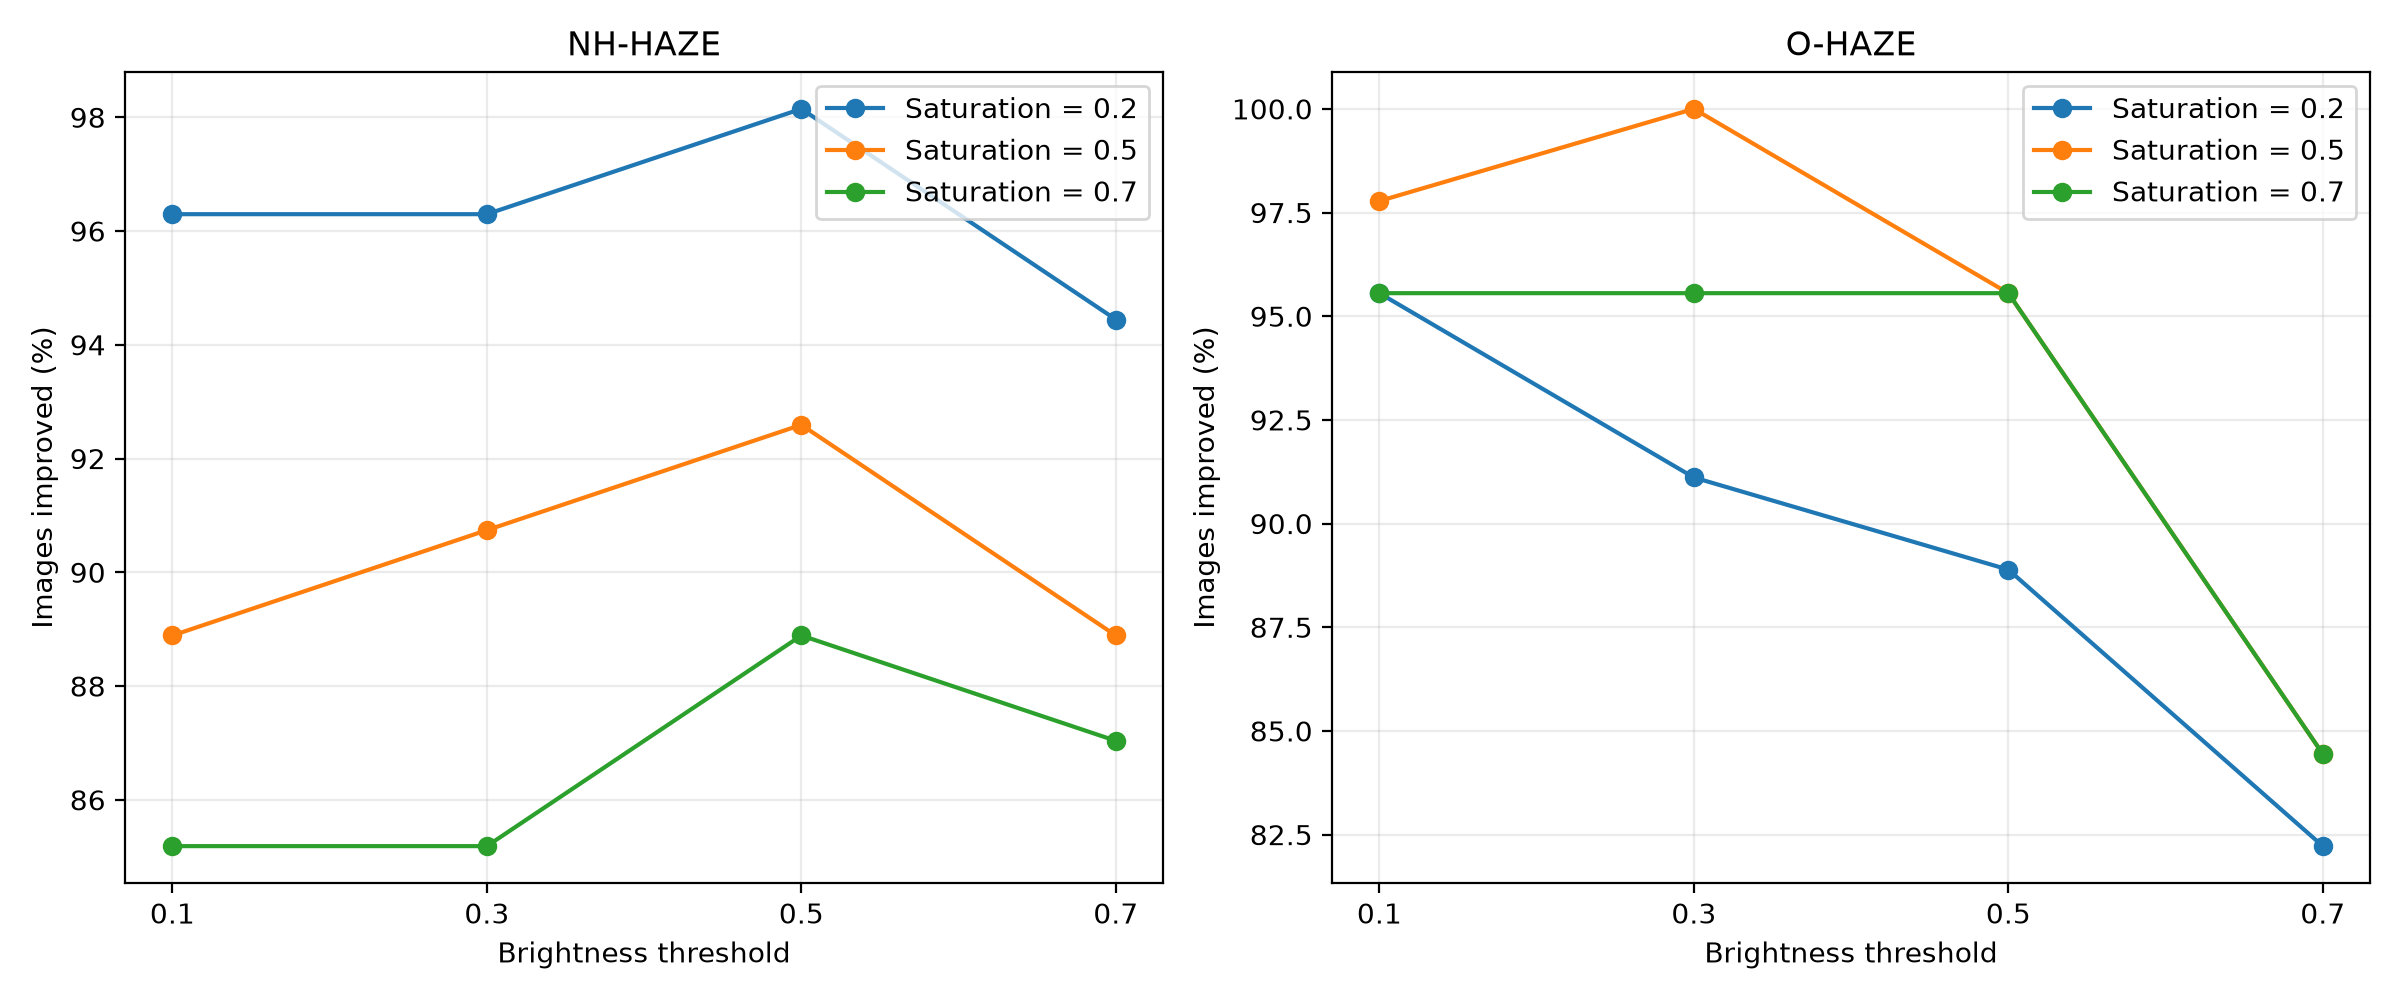 NH-HAZE
98
96
94
92
90
88
86
Images improved (%)
0.1 0.3 0.5 0.7
Brightness threshold
Saturation = 0.2
Saturation = 0.5
Saturation = 0.7
O-HAZE
100.0
97.5
95.0
92.5
90.0
87.5
85.0
82.5
Images improved (%)
0.1 0.3 0.5 0.7
Brightness threshold
Saturation = 0.2
Saturation = 0.5
Saturation = 0.7